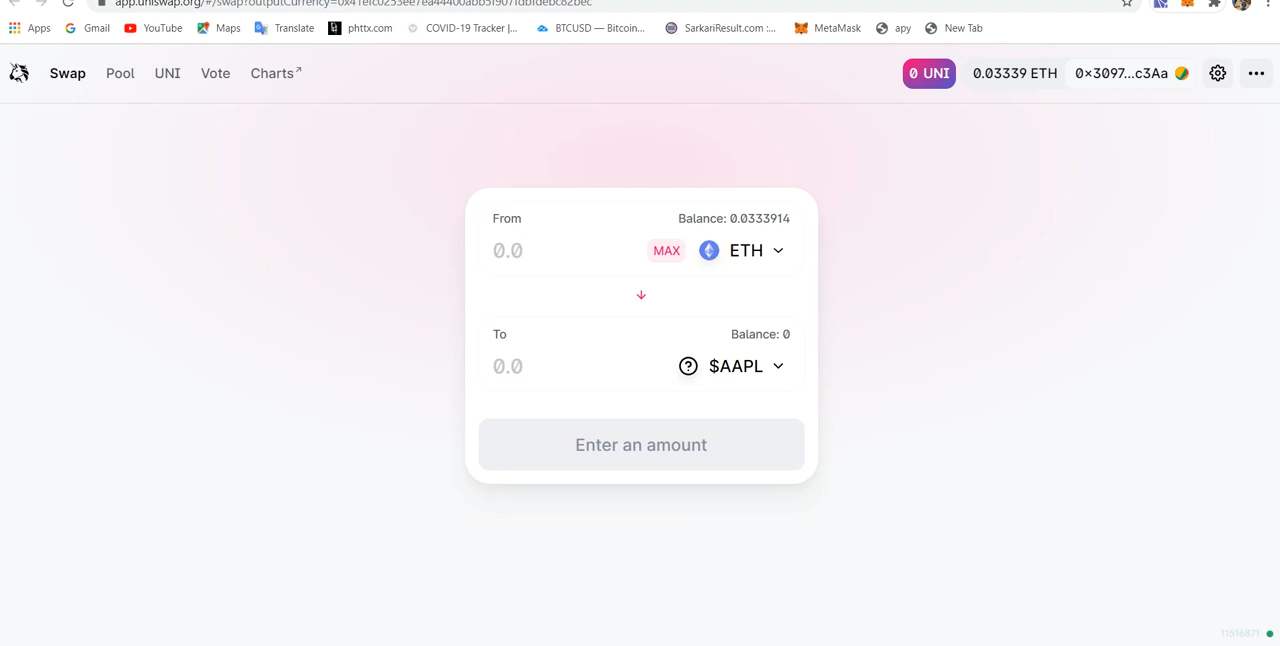 app.uniswap.org/#/swap?outputCurrency=
Apps Gmail YouTube Maps Translate phttx.com COVID-19 Tracker |... BTCUSD — Bitcoin... SarkariResult.com :... MetaMask apy New Tab
Swap Pool UNI Vote Charts↗ 0 UNI 0.03339 ETH 0×3097...c3Aa
From Balance: 0.0333914
0.0 MAX ETH
To Balance: 0
0.0 $AAPL
Enter an amount
11516871